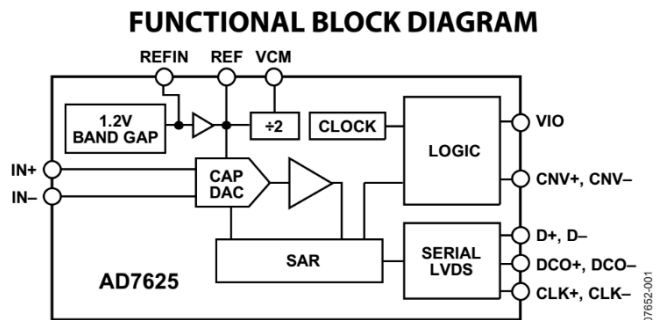 FUNCTIONAL BLOCK DIAGRAM
REFIN REF VCM
1.2V
BAND GAP
÷2
CLOCK
LOGIC
VIO
CNV+, CNV–
IN+
IN–
CAP
DAC
SAR
SERIAL
LVDS
D+, D–
DCO+, DCO–
CLK+, CLK–
AD7625
07652-001